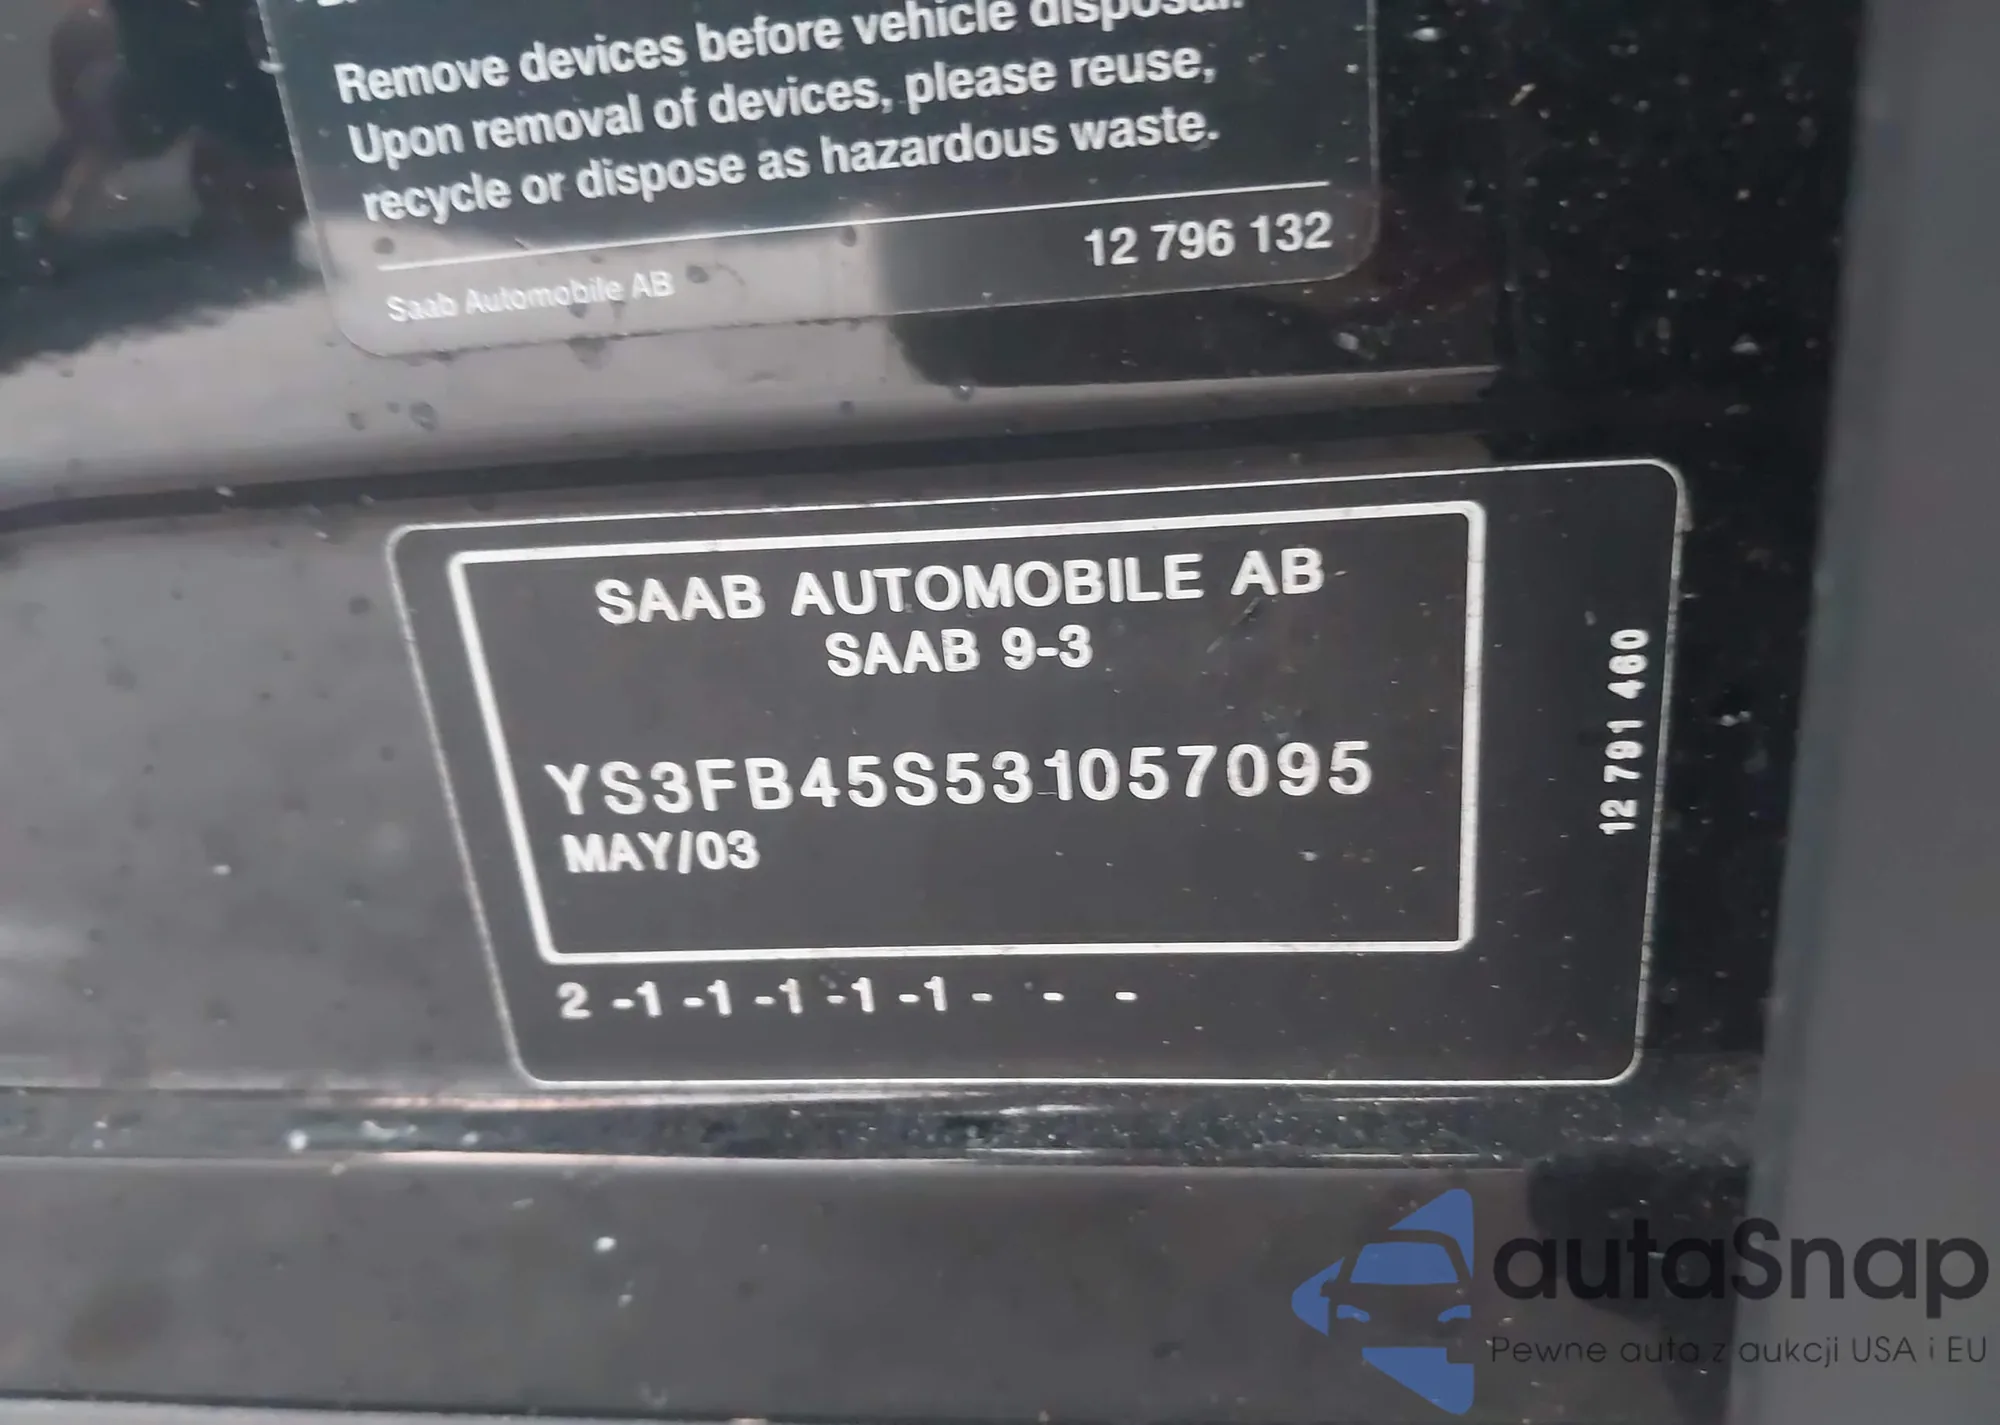 Remove devices before vehicle disposal.
Upon removal of devices, please reuse,
recycle or dispose as hazardous waste.
Saab Automobile AB
12 796 132
SAAB AUTOMOBILE AB
SAAB 9-3
YS3FB45S531057095
MAY/03
2 -1 -1 -1 -1 -1 - - -
12 791 460
autaSnap
Pewne auta z aukcji USA i EU